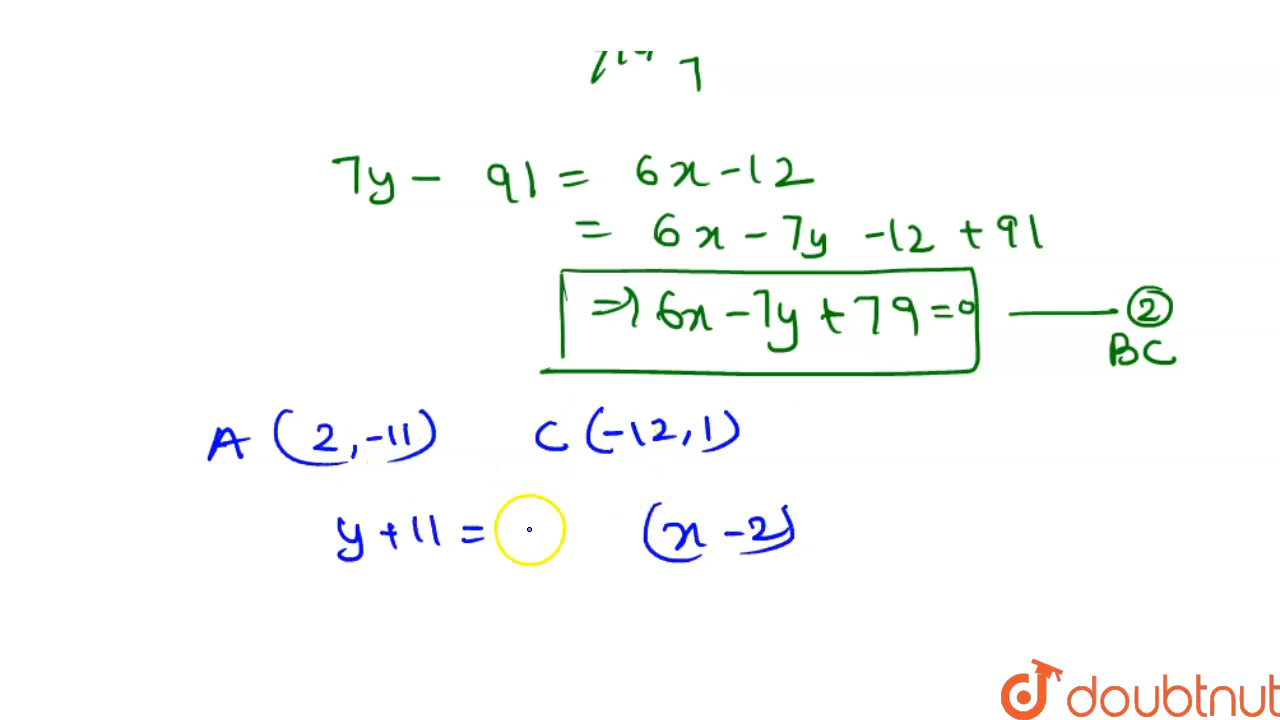 7
7y - 91 = 6x - 12
= 6x - 7y - 12 + 91
⇒ 6x - 7y + 79 = 0 ②
BC
A (2, -11) C (-12, 1)
y + 11 = (x - 2)
doubtnut